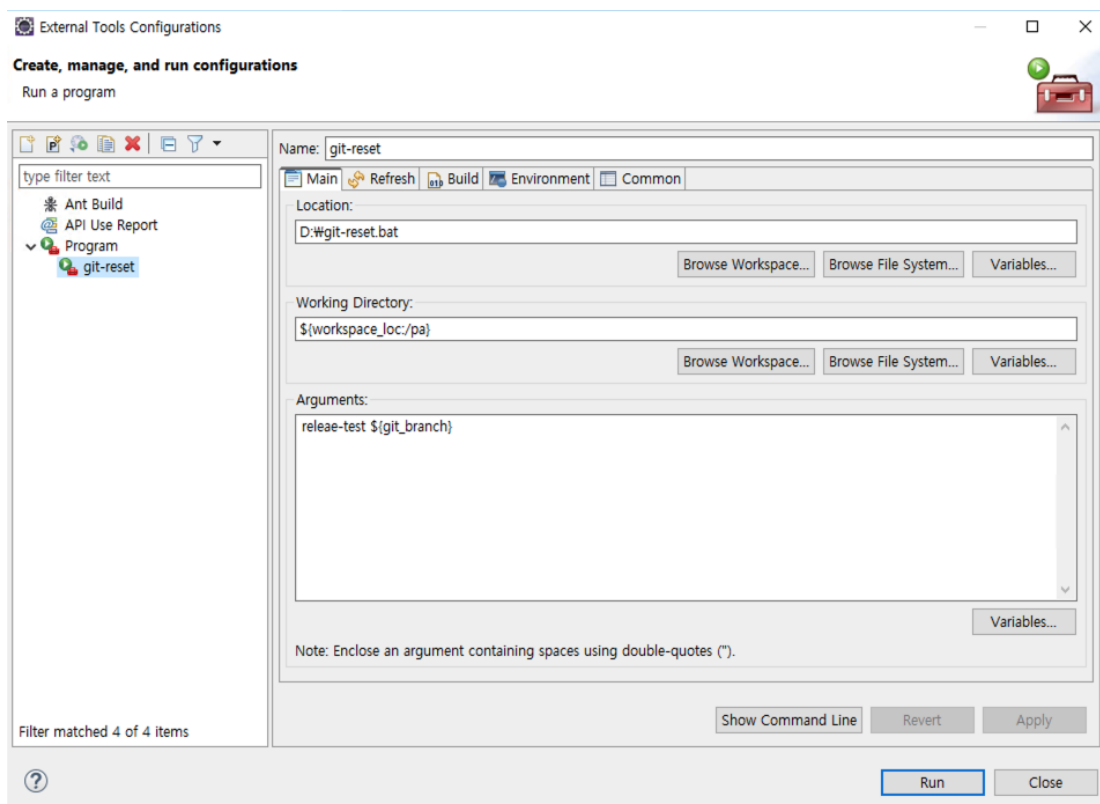 External Tools Configurations
Create, manage, and run configurations
Run a program
Name: git-reset
type filter text
Ant Build
API Use Report
Program
git-reset
Filter matched 4 of 4 items
Main Refresh Build Environment Common
Location:
D:₩git-reset.bat
Browse Workspace... Browse File System... Variables...
Working Directory:
${workspace_loc:/pa}
Browse Workspace... Browse File System... Variables...
Arguments:
releae-test ${git_branch}
Variables...
Note: Enclose an argument containing spaces using double-quotes (").
Show Command Line Revert Apply
Run Close